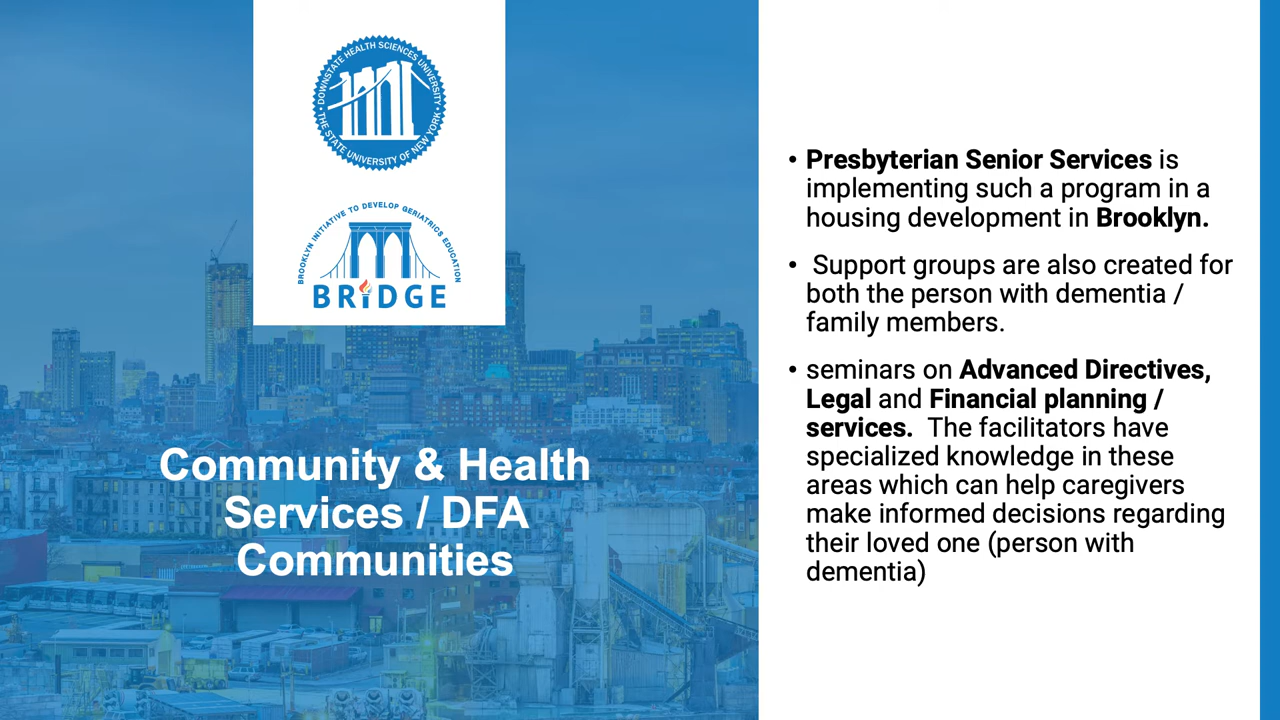 DOWNSTATE HEALTH SCIENCES UNIVERSITY
THE STATE UNIVERSITY OF NEW YORK
BROOKLYN INITIATIVE TO DEVELOP GERIATRICS EDUCATION
BRiDGE
Community & Health
Services / DFA
Communities
• Presbyterian Senior Services is
implementing such a program in a
housing development in Brooklyn.
• Support groups are also created for
both the person with dementia /
family members.
• seminars on Advanced Directives,
Legal and Financial planning /
services. The facilitators have
specialized knowledge in these
areas which can help caregivers
make informed decisions regarding
their loved one (person with
dementia)